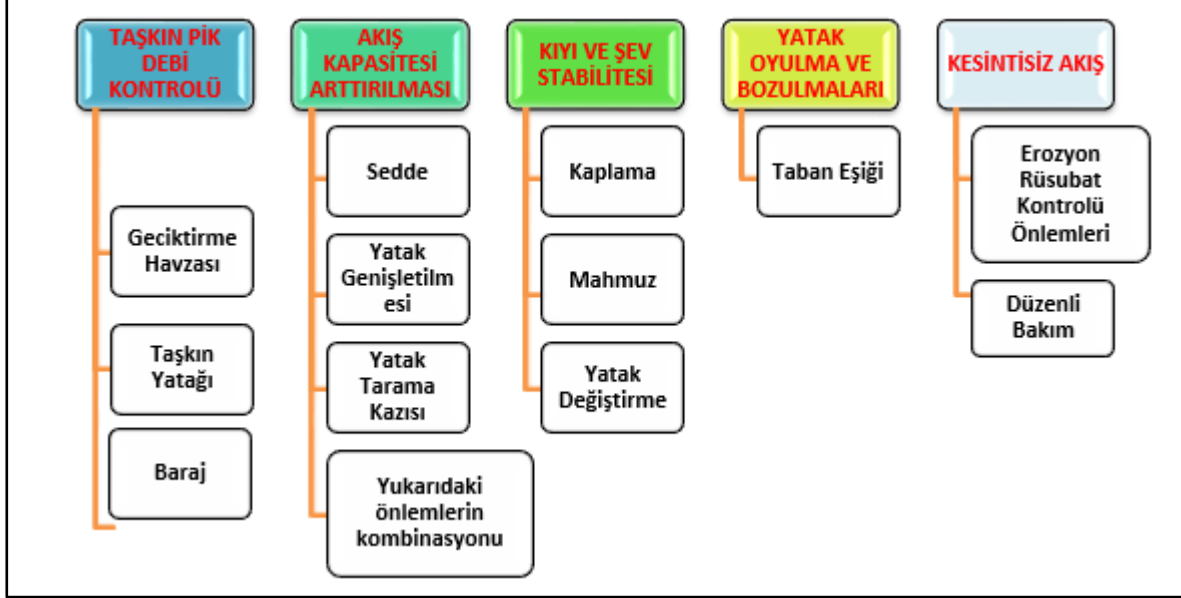 TAŞKIN PİK
DEBİ
KONTROLÜ
Geciktirme
Havzası
Taşkın
Yatağı
Baraj
AKIŞ
KAPASİTESİ
ARTTIRILMASI
Sedde
Yatak
Genişletilm
esi
Yatak
Tarama
Kazısı
Yukarıdaki
önlemlerin
kombinasyonu
KIYI VE ŞEV
STABİLİTESİ
Kaplama
Mahmuz
Yatak
Değiştirme
YATAK
OYULMA VE
BOZULMALARI
Taban Eşiği
KESİNTİSİZ AKIŞ
Erozyon
Rüsubat
Kontrolü
Önlemleri
Düzenli
Bakım